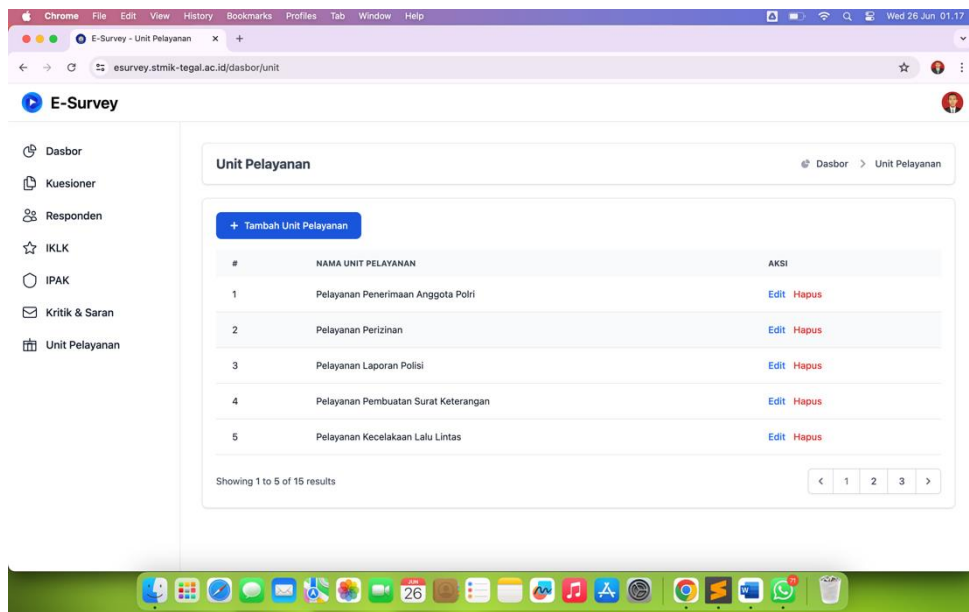 Chrome File Edit View History Bookmarks Profiles Tab Window Help Wed 26 Jun 01.17
E-Survey - Unit Pelayanan
esurvey.stmik-tegal.ac.id/dasbor/unit
E-Survey
Dasbor
Kuesioner
Responden
IKLK
IPAK
Kritik & Saran
Unit Pelayanan
Unit Pelayanan Dasbor > Unit Pelayanan
+ Tambah Unit Pelayanan
# NAMA UNIT PELAYANAN AKSI
1 Pelayanan Penerimaan Anggota Polri Edit Hapus
2 Pelayanan Perizinan Edit Hapus
3 Pelayanan Laporan Polisi Edit Hapus
4 Pelayanan Pembuatan Surat Keterangan Edit Hapus
5 Pelayanan Kecelakaan Lalu Lintas Edit Hapus
Showing 1 to 5 of 15 results < 1 2 3 >
JUN
26
71